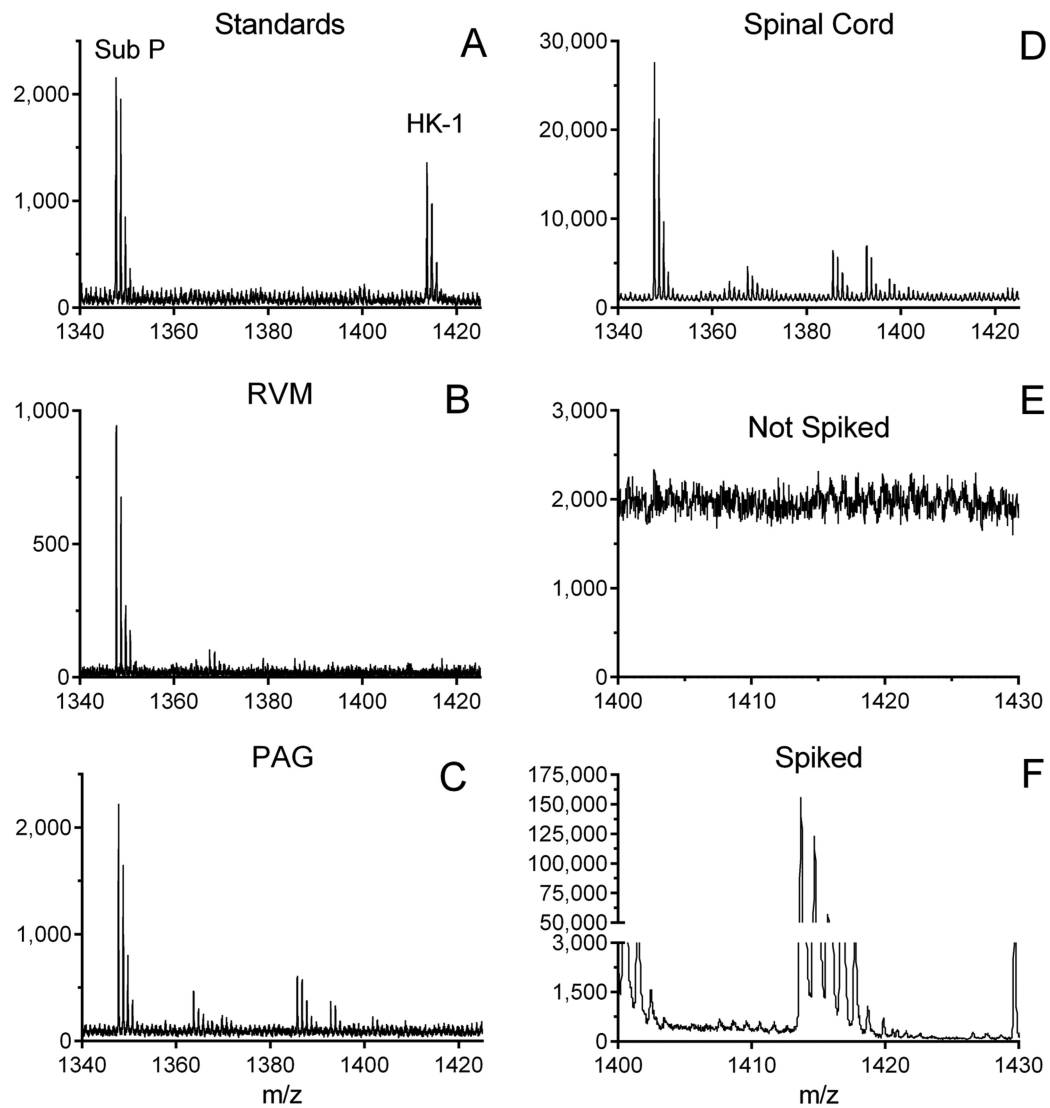 Standards
A
Sub P
HK-1
2,000
1,000
0
1340 1360 1380 1400 1420
Spinal Cord
D
30,000
20,000
10,000
0
1340 1360 1380 1400 1420
RVM
B
1,000
500
0
1340 1360 1380 1400 1420
E
Not Spiked
3,000
2,000
1,000
0
1400 1410 1420 1430
PAG
C
2,000
1,000
0
1340 1360 1380 1400 1420
m/z
Spiked
F
175,000
150,000
125,000
100,000
75,000
50,000
3,000
1,500
0
1400 1410 1420 1430
m/z